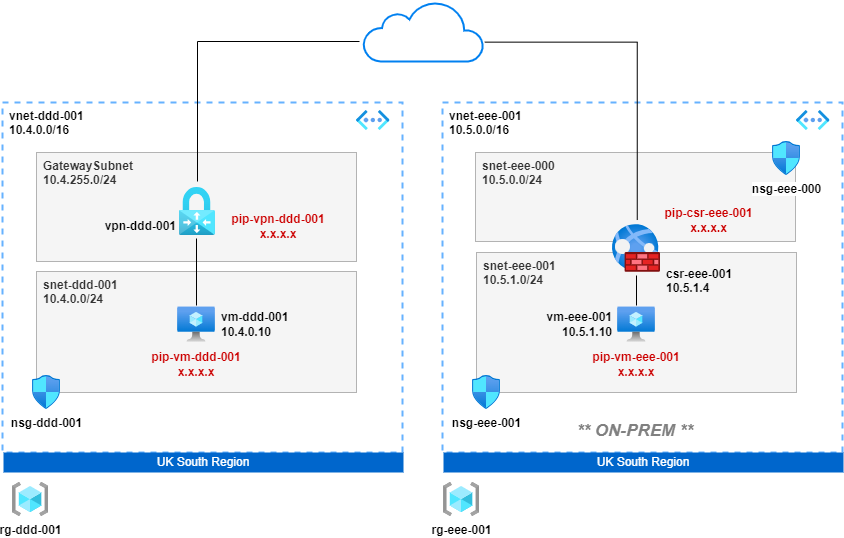 vnet-ddd-001
10.4.0.0/16
GatewaySubnet
10.4.255.0/24
vpn-ddd-001
pip-vpn-ddd-001
x.x.x.x
snet-ddd-001
10.4.0.0/24
vm-ddd-001
10.4.0.10
pip-vm-ddd-001
x.x.x.x
nsg-ddd-001
UK South Region
rg-ddd-001
vnet-eee-001
10.5.0.0/16
snet-eee-000
10.5.0.0/24
nsg-eee-000
pip-csr-eee-001
x.x.x.x
snet-eee-001
10.5.1.0/24
csr-eee-001
10.5.1.4
vm-eee-001
10.5.1.10
pip-vm-eee-001
x.x.x.x
nsg-eee-001
** ON-PREM **
UK South Region
rg-eee-001